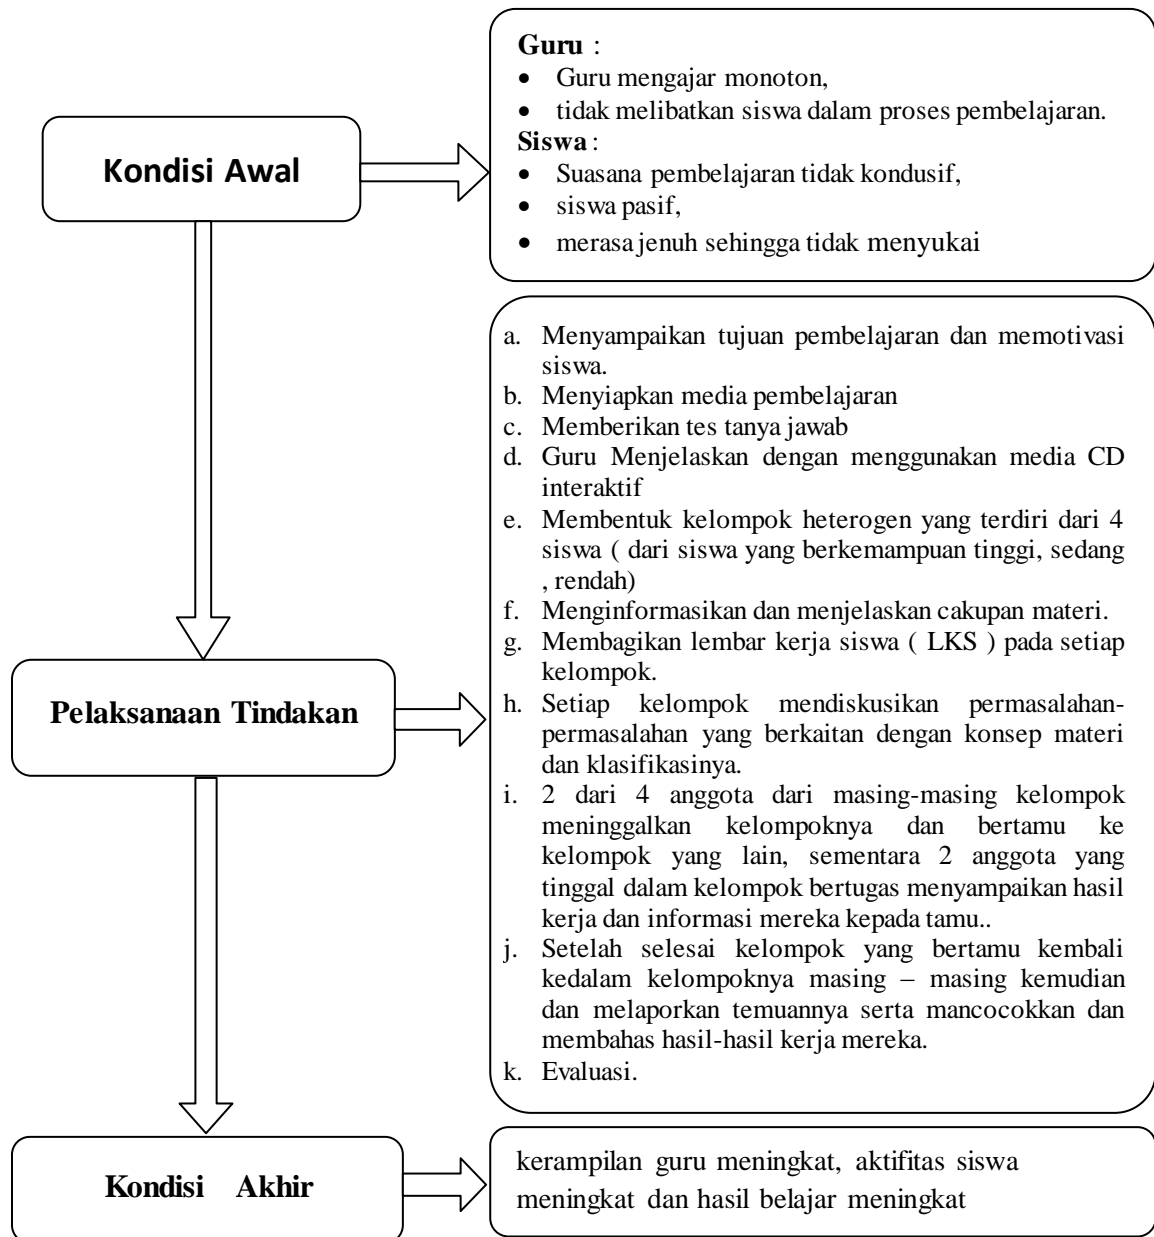 Kondisi Awal
Guru :
• Guru mengajar monoton,
• tidak melibatkan siswa dalam proses pembelajaran.
Siswa :
• Suasana pembelajaran tidak kondusif,
• siswa pasif,
• merasa jenuh sehingga tidak menyukai
Pelaksanaan Tindakan
a. Menyampaikan tujuan pembelajaran dan memotivasi
siswa.
b. Menyiapkan media pembelajaran
c. Memberikan tes tanya jawab
d. Guru Menjelaskan dengan menggunakan media CD
interaktif
e. Membentuk kelompok heterogen yang terdiri dari 4
siswa ( dari siswa yang berkemampuan tinggi, sedang
, rendah)
f. Menginformasikan dan menjelaskan cakupan materi.
g. Membagikan lembar kerja siswa ( LKS ) pada setiap
kelompok.
h. Setiap kelompok mendiskusikan permasalahan-
permasalahan yang berkaitan dengan konsep materi
dan klasifikasinya.
i. 2 dari 4 anggota dari masing-masing kelompok
meninggalkan kelompoknya dan bertamu ke
kelompok yang lain, sementara 2 anggota yang
tinggal dalam kelompok bertugas menyampaikan hasil
kerja dan informasi mereka kepada tamu..
j. Setelah selesai kelompok yang bertamu kembali
kedalam kelompoknya masing – masing kemudian
dan melaporkan temuannya serta mancocokkan dan
membahas hasil-hasil kerja mereka.
k. Evaluasi.
Kondisi Akhir
kerampilan guru meningkat, aktifitas siswa
meningkat dan hasil belajar meningkat